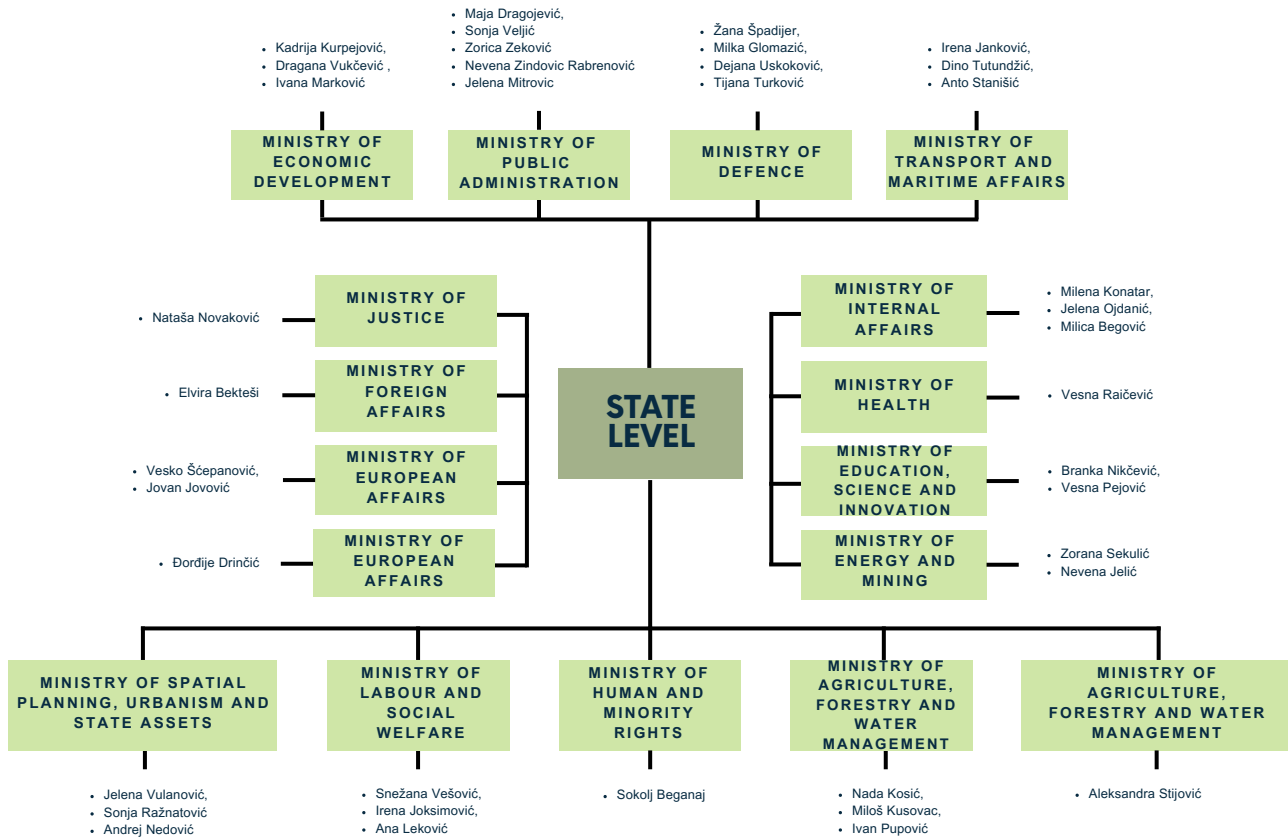 Kadrija Kurpejović,
Dragana Vukčević ,
Ivana Marković
Maja Dragojević,
Sonja Veljić
Zorica Zeković
Nevena Zindovic Rabrenović
Jelena Mitrovic
Žana Špadijer,
Milka Glomazić,
Dejana Uskoković,
Tijana Turković
Irena Janković,
Dino Tutundžić,
Anto Stanišić
MINISTRY OF
ECONOMIC
DEVELOPMENT
MINISTRY OF
PUBLIC
ADMINISTRATION
MINISTRY OF
DEFENCE
MINISTRY OF
TRANSPORT AND
MARITIME AFFAIRS
Nataša Novaković
MINISTRY OF
JUSTICE
Elvira Bekteši
MINISTRY OF
FOREIGN
AFFAIRS
Vesko Šćepanović,
Jovan Jovović
MINISTRY OF
EUROPEAN
AFFAIRS
Đorđije Drinčić
MINISTRY OF
EUROPEAN
AFFAIRS
STATE
LEVEL
MINISTRY OF
INTERNAL
AFFAIRS
Milena Konatar,
Jelena Ojdanić,
Milica Begović
MINISTRY OF
HEALTH
Vesna Raičević
MINISTRY OF
EDUCATION,
SCIENCE AND
INNOVATION
Branka Nikčević,
Vesna Pejović
MINISTRY OF
ENERGY AND
MINING
Zorana Sekulić
Nevena Jelić
MINISTRY OF SPATIAL
PLANNING, URBANISM AND
STATE ASSETS
MINISTRY OF
LABOUR AND
SOCIAL
WELFARE
MINISTRY OF
HUMAN AND
MINORITY
RIGHTS
MINISTRY OF
AGRICULTURE,
FORESTRY AND
WATER
MANAGEMENT
MINISTRY OF
AGRICULTURE,
FORESTRY AND WATER
MANAGEMENT
Jelena Vulanović,
Sonja Ražnatović
Andrej Nedović
Snežana Vešović,
Irena Joksimović,
Ana Leković
Sokolj Beganaj
Nada Kosić,
Miloš Kusovac,
Ivan Pupović
Aleksandra Stijović